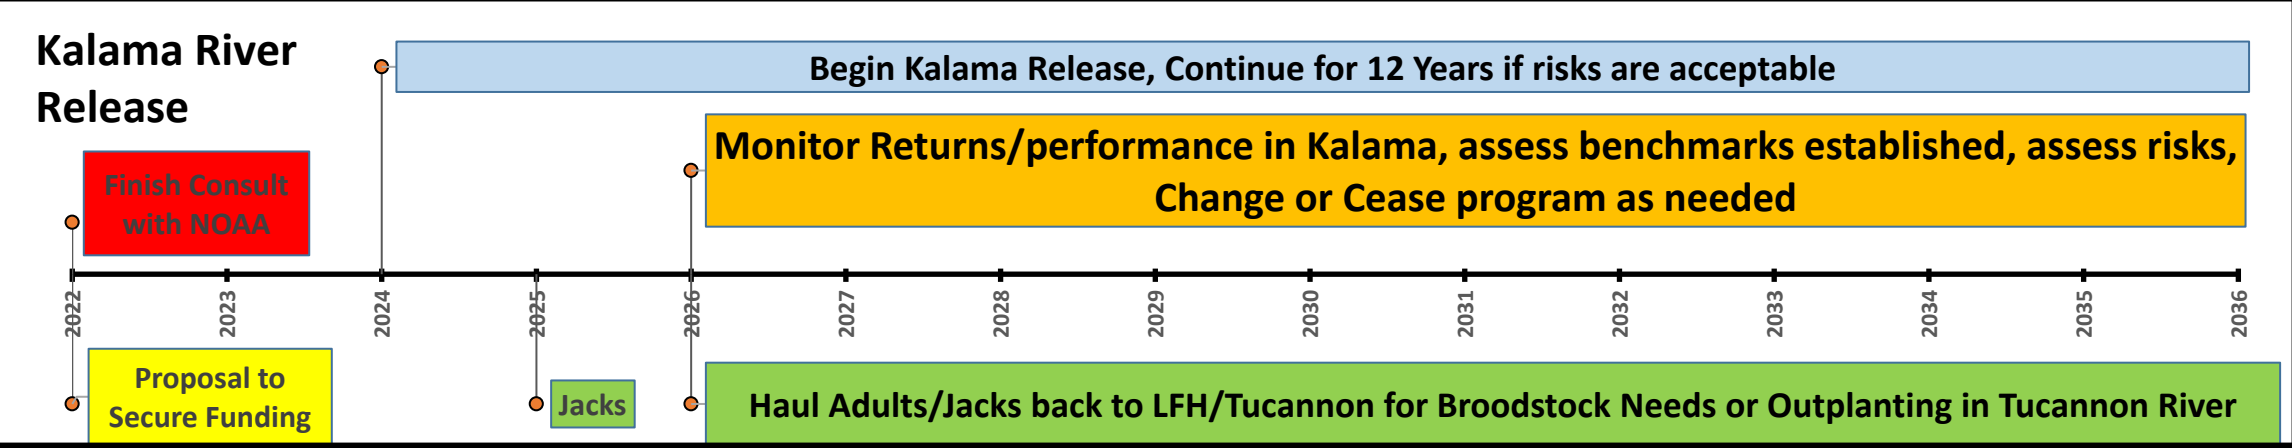 Kalama River
Release
Begin Kalama Release, Continue for 12 Years if risks are acceptable
Monitor Returns/performance in Kalama, assess benchmarks established, assess risks,
Change or Cease program as needed
Finish Consult
with NOAA
2022
2023
2024
2025
2026
2027
2028
2029
2030
2031
2032
2033
2034
2035
2036
Proposal to
Secure Funding
Jacks
Haul Adults/Jacks back to LFH/Tucannon for Broodstock Needs or Outplanting in Tucannon River